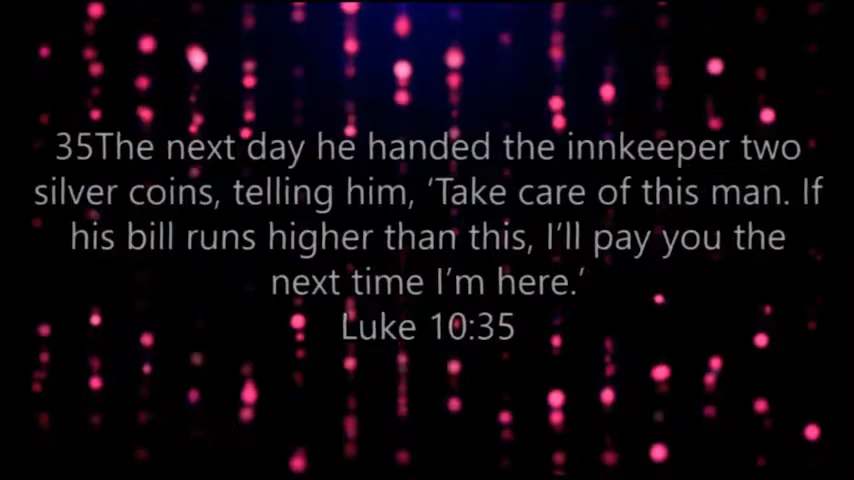 35The next day he handed the innkeeper two
silver coins, telling him, ‘Take care of this man. If
his bill runs higher than this, I’ll pay you the
next time I’m here.’
Luke 10:35